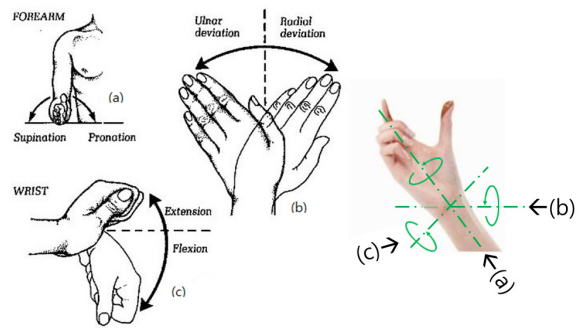 FOREARM
(a)
Supination Pronation
Ulnar
deviation
Radial
deviation
(b)
WRIST
Extension
Flexion
(c)
(b)
(c)
(a)